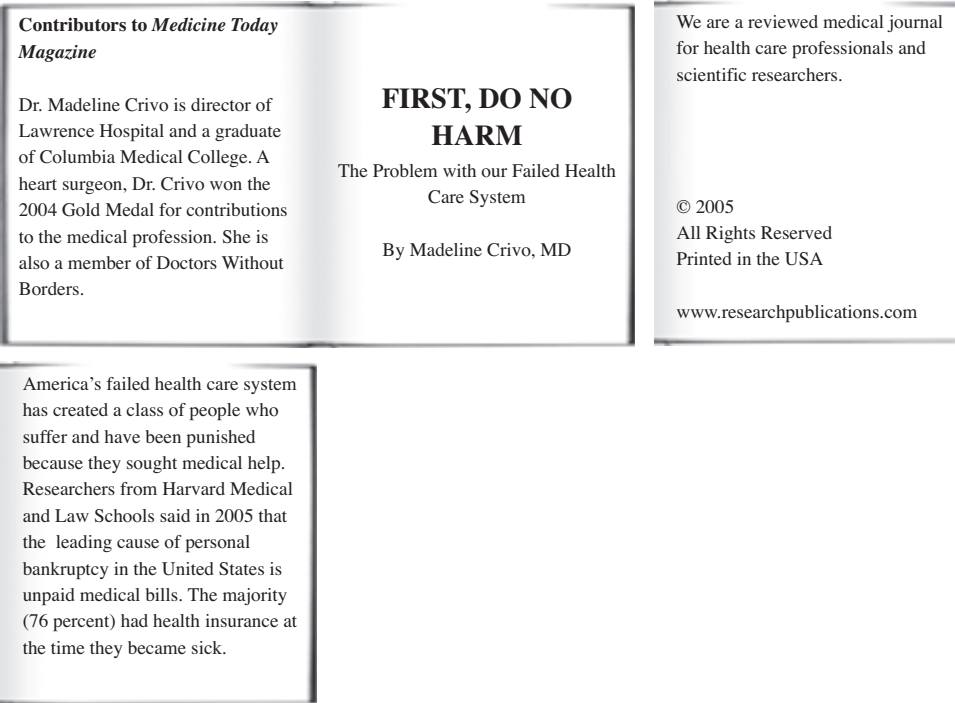 Contributors to Medicine Today
Magazine
Dr. Madeline Crivo is director of
Lawrence Hospital and a graduate
of Columbia Medical College. A
heart surgeon, Dr. Crivo won the
2004 Gold Medal for contributions
to the medical profession. She is
also a member of Doctors Without
Borders.
FIRST, DO NO
HARM
The Problem with our Failed Health
Care System
By Madeline Crivo, MD
We are a reviewed medical journal
for health care professionals and
scientific researchers.
© 2005
All Rights Reserved
Printed in the USA
www.researchpublications.com
America’s failed health care system
has created a class of people who
suffer and have been punished
because they sought medical help.
Researchers from Harvard Medical
and Law Schools said in 2005 that
the leading cause of personal
bankruptcy in the United States is
unpaid medical bills. The majority
(76 percent) had health insurance at
the time they became sick.